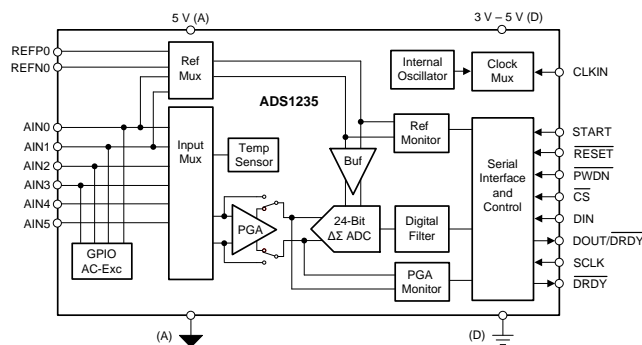 5 V (A)
3 V – 5 V (D)
REFP0
REFN0
Ref
Mux
Internal
Oscillator
Clock
Mux
CLKIN
ADS1235
AIN0
AIN1
AIN2
AIN3
AIN4
AIN5
Input
Mux
Temp
Sensor
Buf
Ref
Monitor
Serial
Interface
and
Control
START
RESET
PWDN
CS
DIN
DOUT/DRDY
SCLK
DRDY
PGA
24-Bit
ΔΣ ADC
Digital
Filter
GPIO
AC-Exc
PGA
Monitor
(A)
(D)